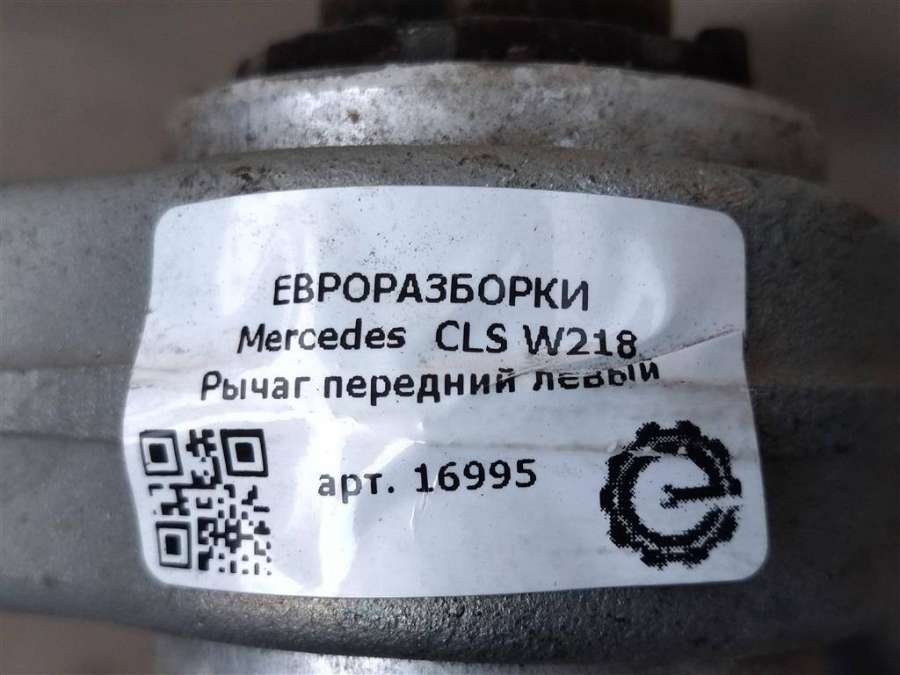 ЕВРОРАЗБОРКИ
Mercedes CLS W218
Рычаг передний левый
арт. 16995